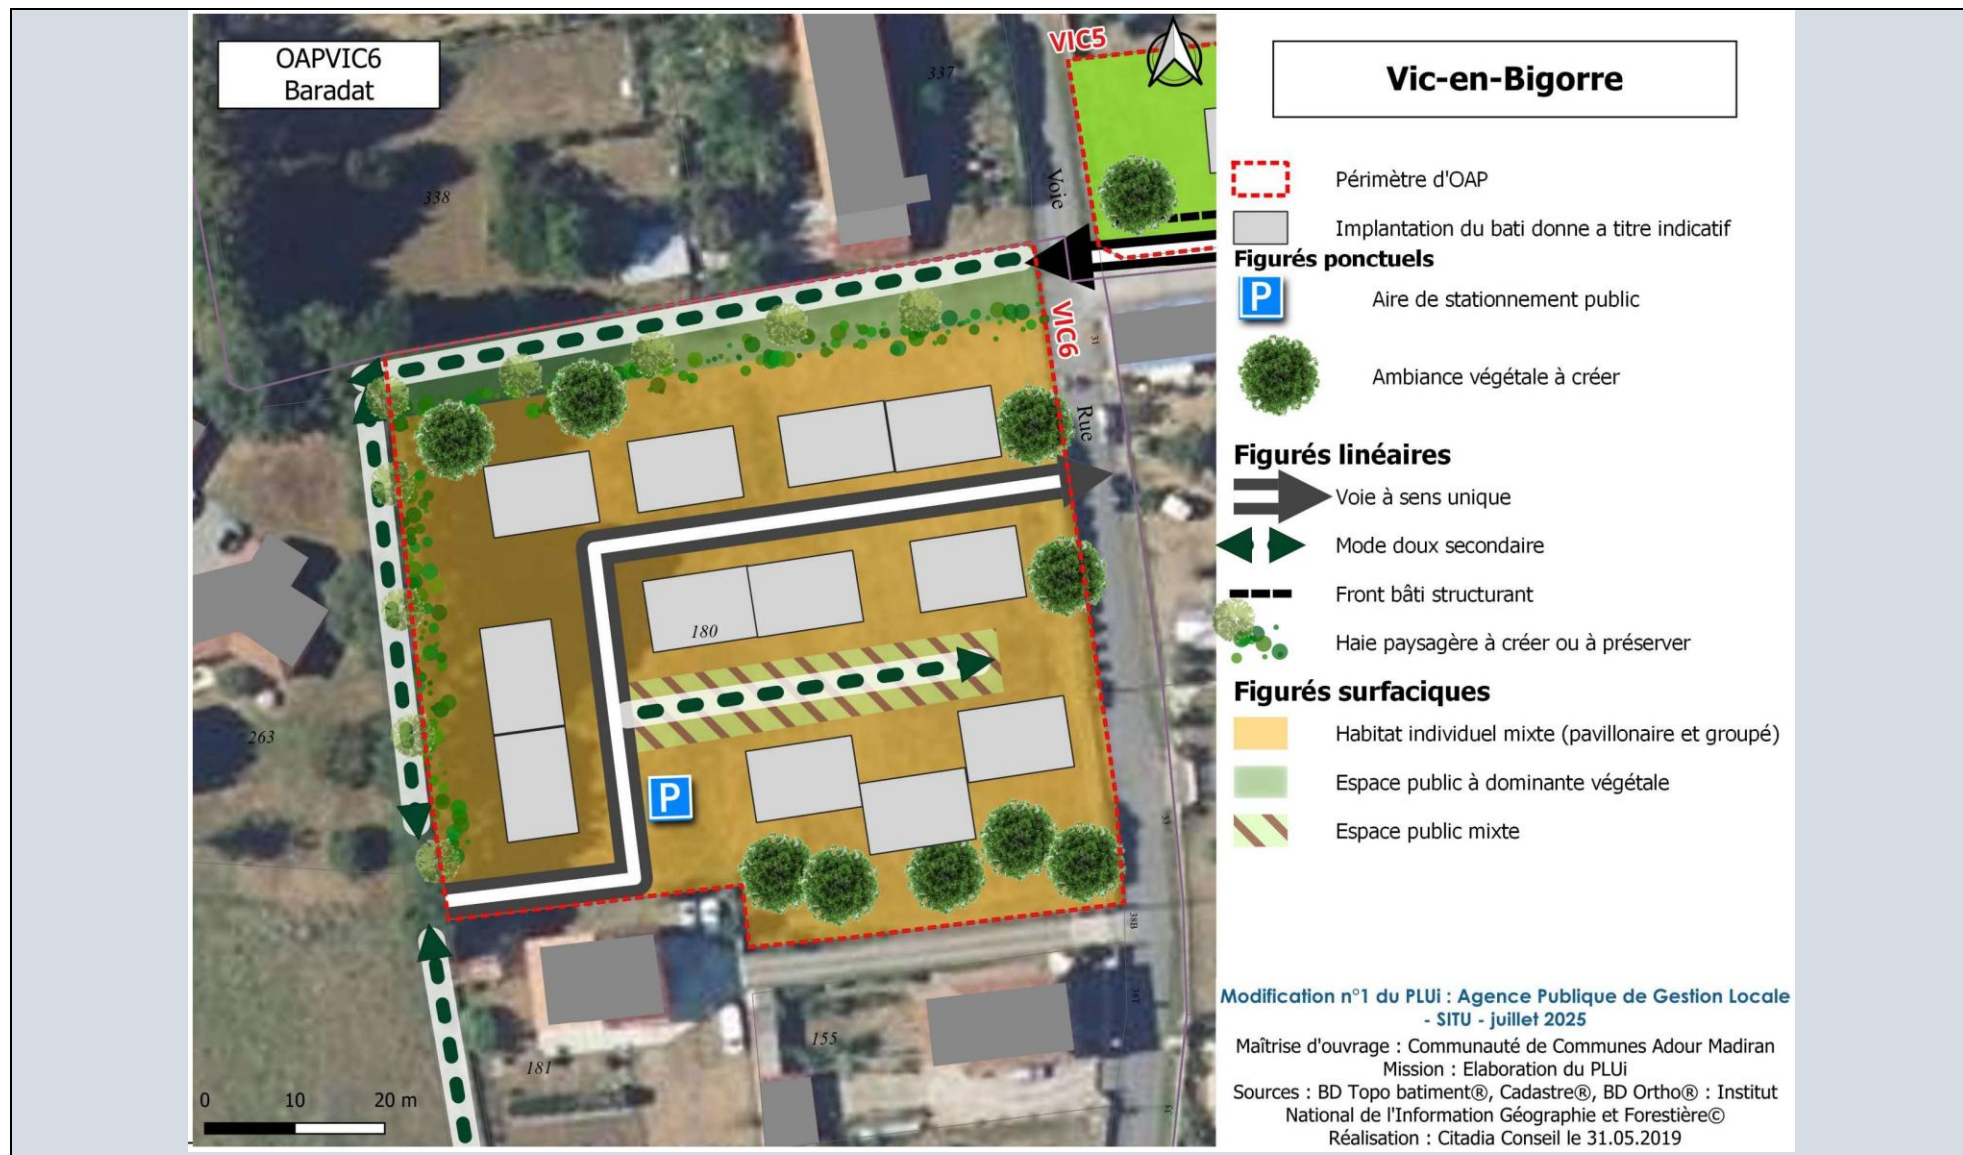 OAPVIC6
Baradat
VIC5
337
338
Voie
VIC6
31
Rue
180
263
P
33
38B
38T
155
181
35
0 10 20 m
Vic-en-Bigorre
Périmètre d'OAP
Implantation du bati donne a titre indicatif
Figurés ponctuels
P Aire de stationnement public
Ambiance végétale à créer
Figurés linéaires
Voie à sens unique
Mode doux secondaire
Front bâti structurant
Haie paysagère à créer ou à préserver
Figurés surfaciques
Habitat individuel mixte (pavillonaire et groupé)
Espace public à dominante végétale
Espace public mixte
Modification n°1 du PLUi : Agence Publique de Gestion Locale
- SITU - juillet 2025
Maîtrise d'ouvrage : Communauté de Communes Adour Madiran
Mission : Elaboration du PLUi
Sources : BD Topo batiment®, Cadastre®, BD Ortho® : Institut
National de l'Information Géographie et Forestière©
Réalisation : Citadia Conseil le 31.05.2019